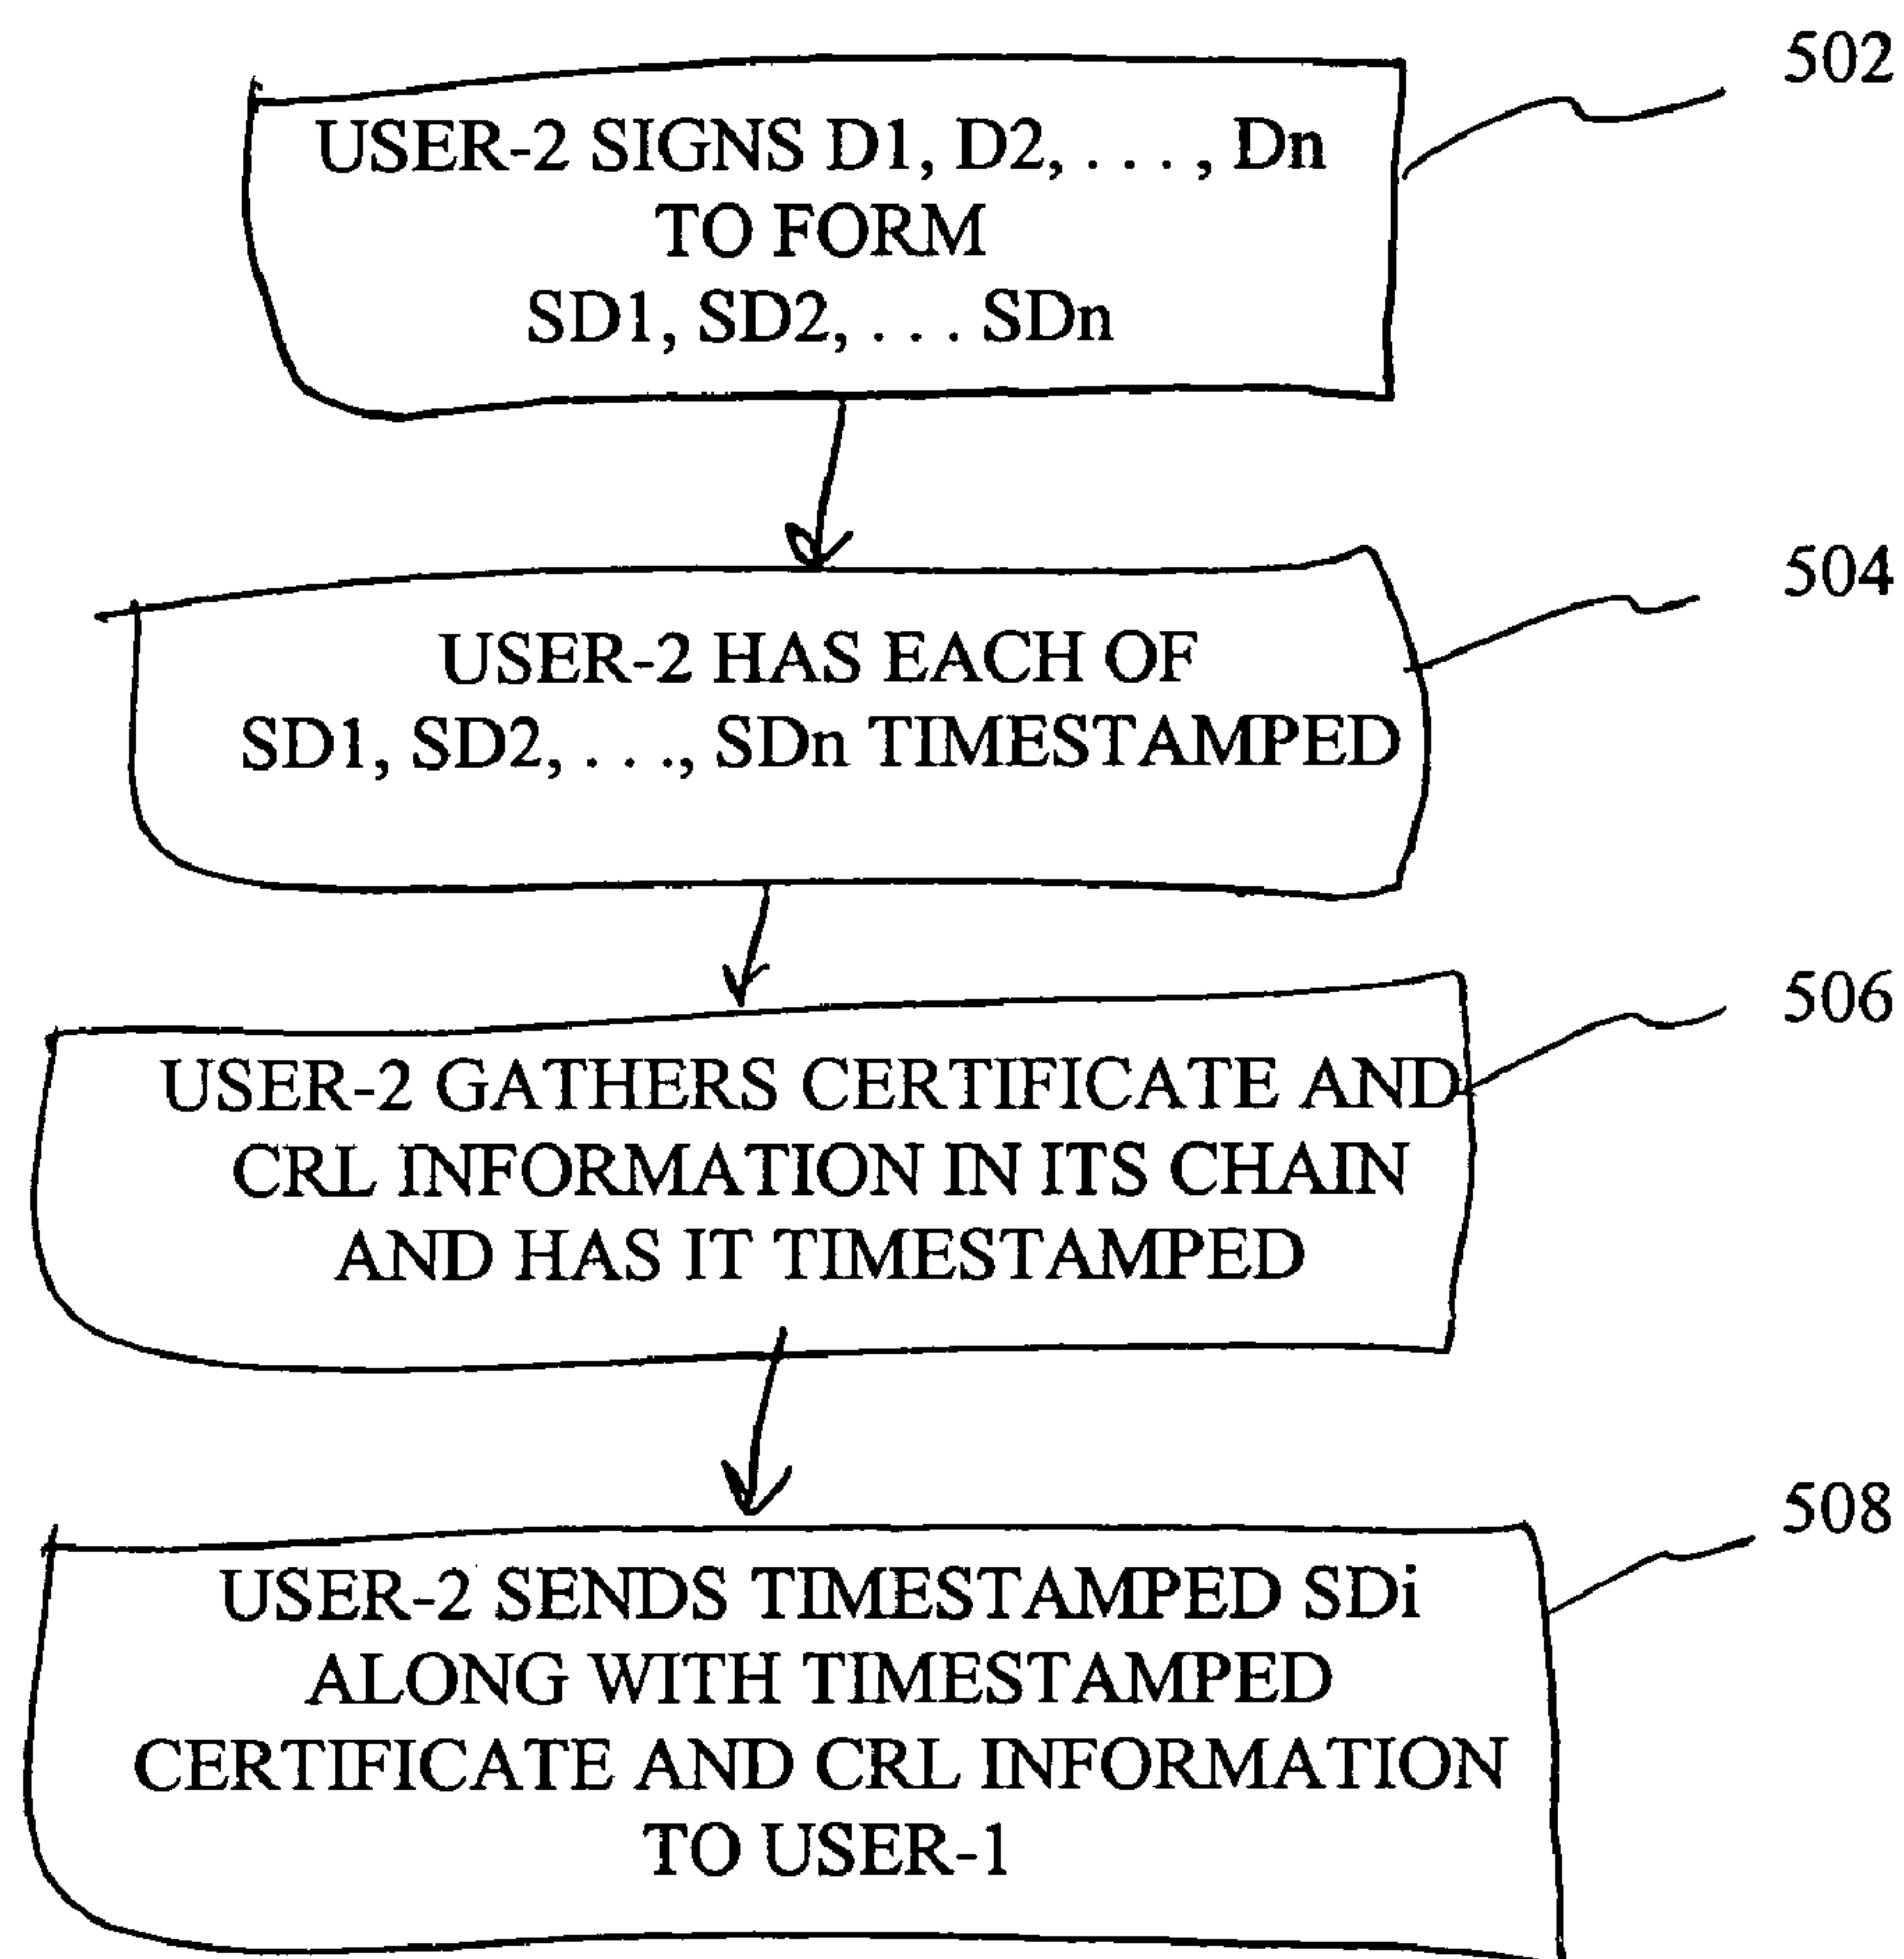 502
USER-2 SIGNS D1, D2, . . . , Dn
TO FORM
SD1, SD2, . . . SDn
504
USER-2 HAS EACH OF
SD1, SD2, . . ., SDn TIMESTAMPED
506
USER-2 GATHERS CERTIFICATE AND
CRL INFORMATION IN ITS CHAIN
AND HAS IT TIMESTAMPED
508
USER-2 SENDS TIMESTAMPED SDi
ALONG WITH TIMESTAMPED
CERTIFICATE AND CRL INFORMATION
TO USER-1